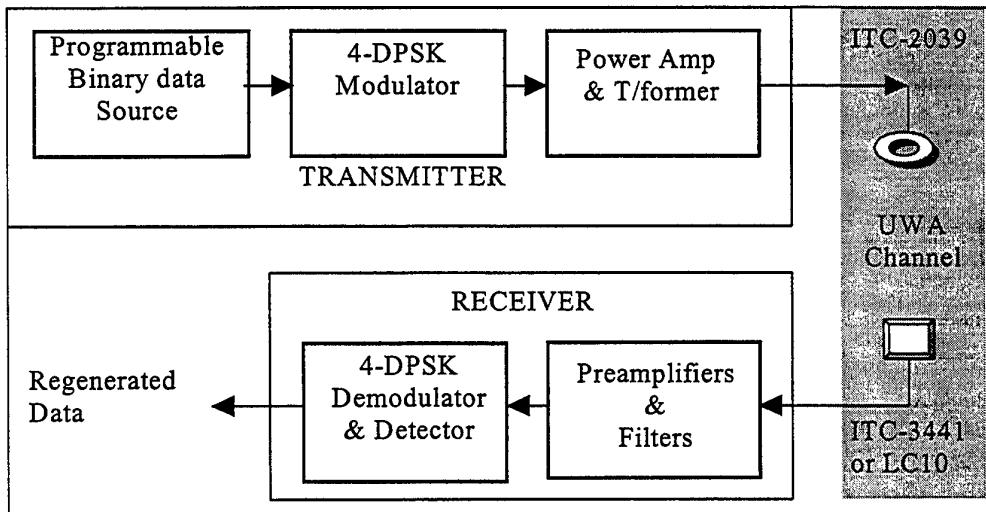 Programmable
Binary data
Source
4-DPSK
Modulator
Power Amp
& T/former
ITC-2039
TRANSMITTER
UWA
Channel
RECEIVER
Regenerated
Data
4-DPSK
Demodulator
& Detector
Preamplifiers
&
Filters
ITC-3441
or LC10